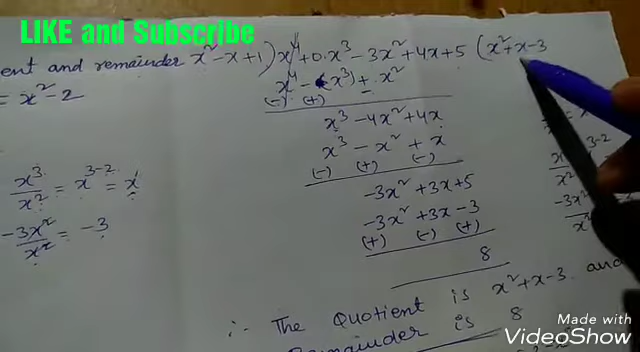 LIKE and Subscribe
ent and remainder x² - x + 1 ) x⁴ + 0.x³ - 3x² + 4x + 5 ( x² + x - 3
= x² - 2
x⁴ - x³ + x²
(-) (+) -
x³ - 4x² + 4x
x³ - x² + x
(-) (+) (-)
x³/x² = x³⁻² = x
-3x² + 3x + 5
-3x²/x² = -3
-3x² + 3x - 3
(+) (-) (+)
8
∴ The Quotient is x² + x - 3 and
Remainder is 8
Made with
VideoShow